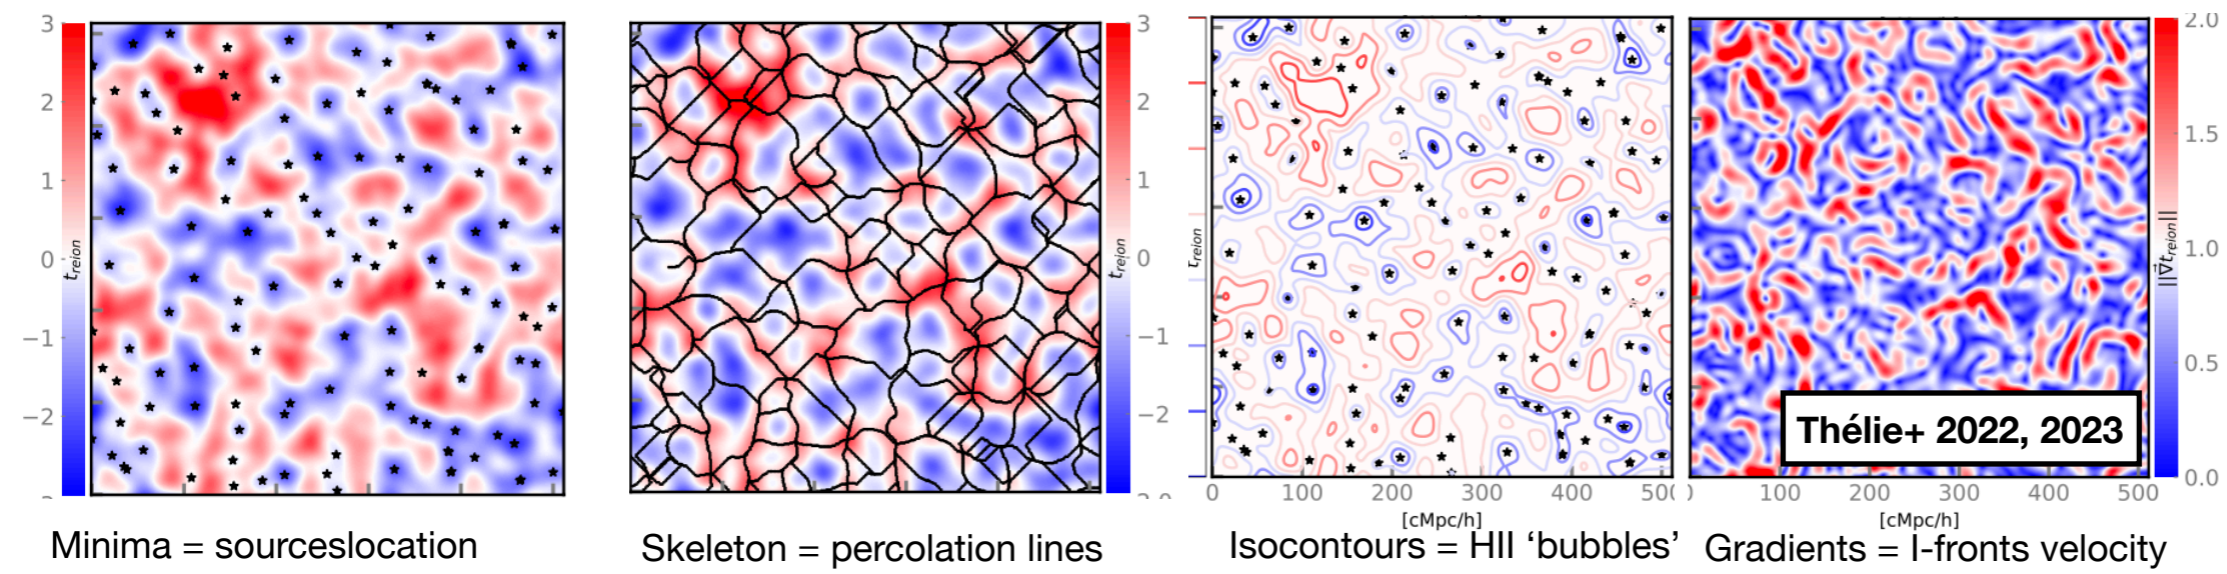 3
2
1
0
−1
−2
t_reion
Minima = sourceslocation
3
2
1
0
−1
−2
t_reion
Skeleton = percolation lines
t_reion
0 100 200 300 400 500
[cMpc/h]
Isocontours = HII ‘bubbles’
100 200 300 400 500
[cMpc/h]
2.0
1.5
1.0
0.5
0.0
||∇⃗t_reion||
Thélie+ 2022, 2023
Gradients = I-fronts velocity